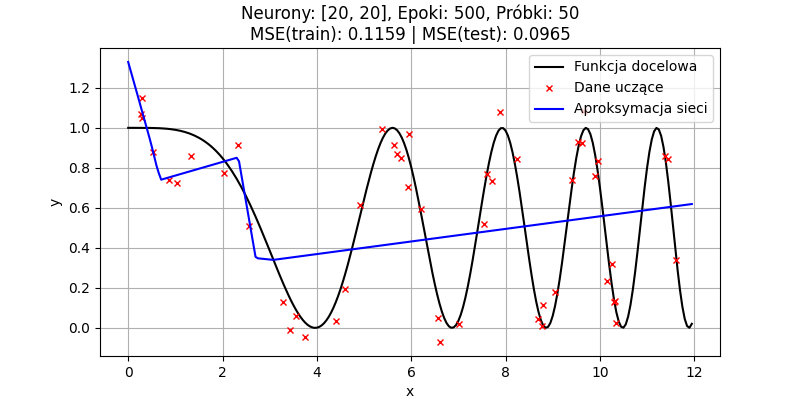 Neurony: [20, 20], Epoki: 500, Próbki: 50
MSE(train): 0.1159 | MSE(test): 0.0965
Funkcja docelowa
Dane uczące
Aproksymacja sieci
y
1.2
1.0
0.8
0.6
0.4
0.2
0.0
0 2 4 6 8 10 12
x